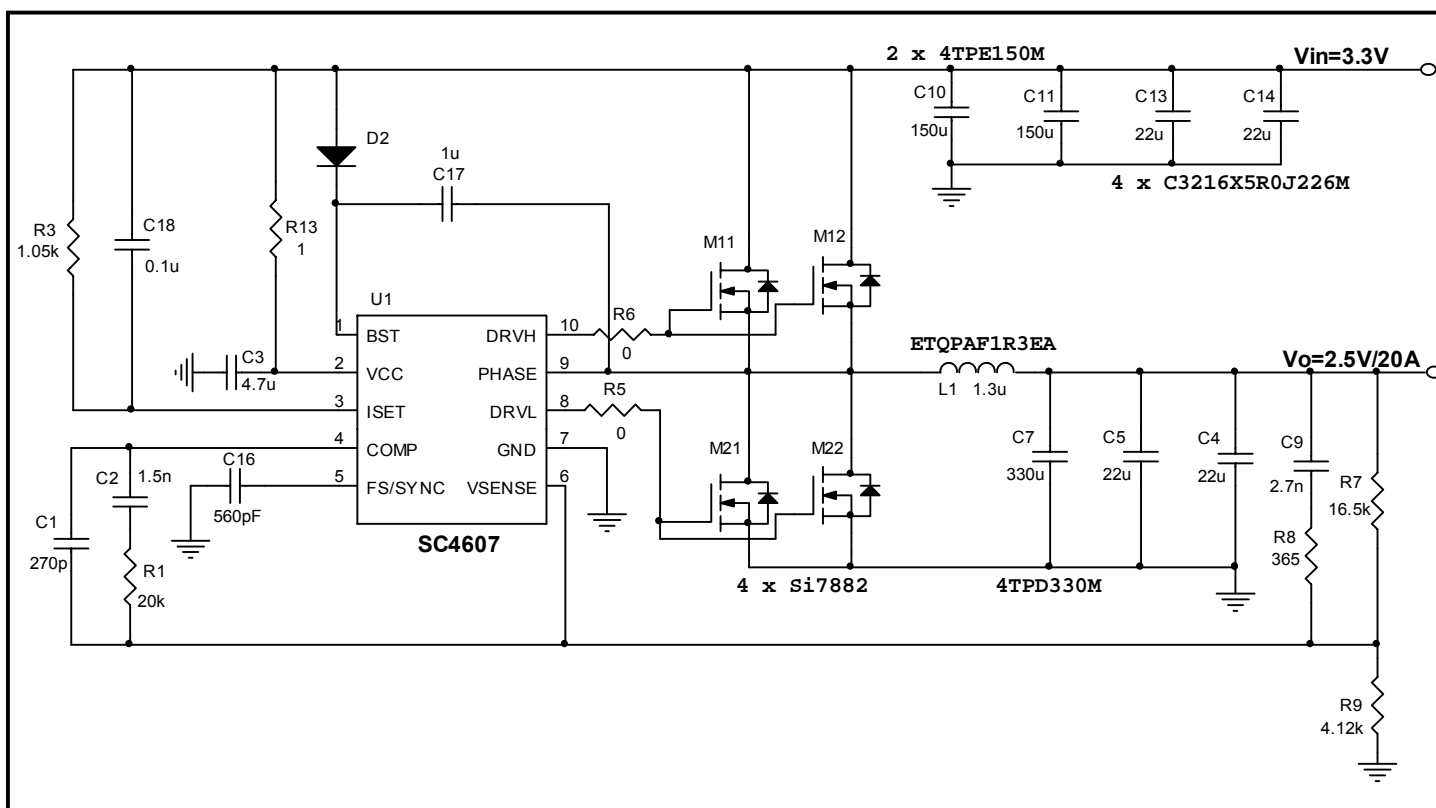 2 x 4TPE150M
Vin=3.3V
C10
150u
C11
150u
C13
22u
C14
22u
4 x C3216X5R0J226M
D2
1u
C17
R3
1.05k
C18
0.1u
R13
1
M11
M12
U1
1
BST
2
VCC
3
ISET
4
COMP
5
FS/SYNC
10
DRVH
9
PHASE
8
DRVL
7
GND
6
VSENSE
SC4607
C3
4.7u
R6
0
R5
0
ETQPAF1R3EA
L1 1.3u
Vo=2.5V/20A
M21
M22
C7
330u
C5
22u
C4
22u
C9
2.7n
R7
16.5k
R8
365
C2
1.5n
C16
560pF
C1
270p
R1
20k
4 x Si7882
4TPD330M
R9
4.12k